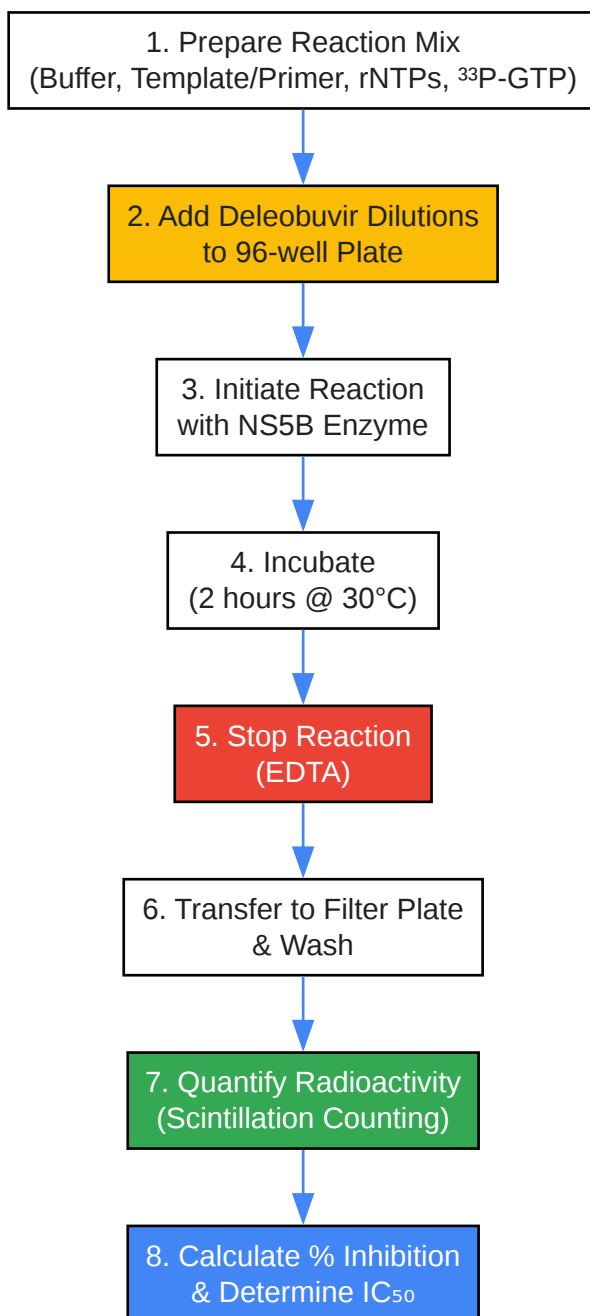 1. Prepare Reaction Mix
(Buffer, Template/Primer, rNTPs, ³³P-GTP)
2. Add Deleobuvir Dilutions
to 96-well Plate
3. Initiate Reaction
with NS5B Enzyme
4. Incubate
(2 hours @ 30°C)
5. Stop Reaction
(EDTA)
6. Transfer to Filter Plate
& Wash
7. Quantify Radioactivity
(Scintillation Counting)
8. Calculate % Inhibition
& Determine IC₅₀